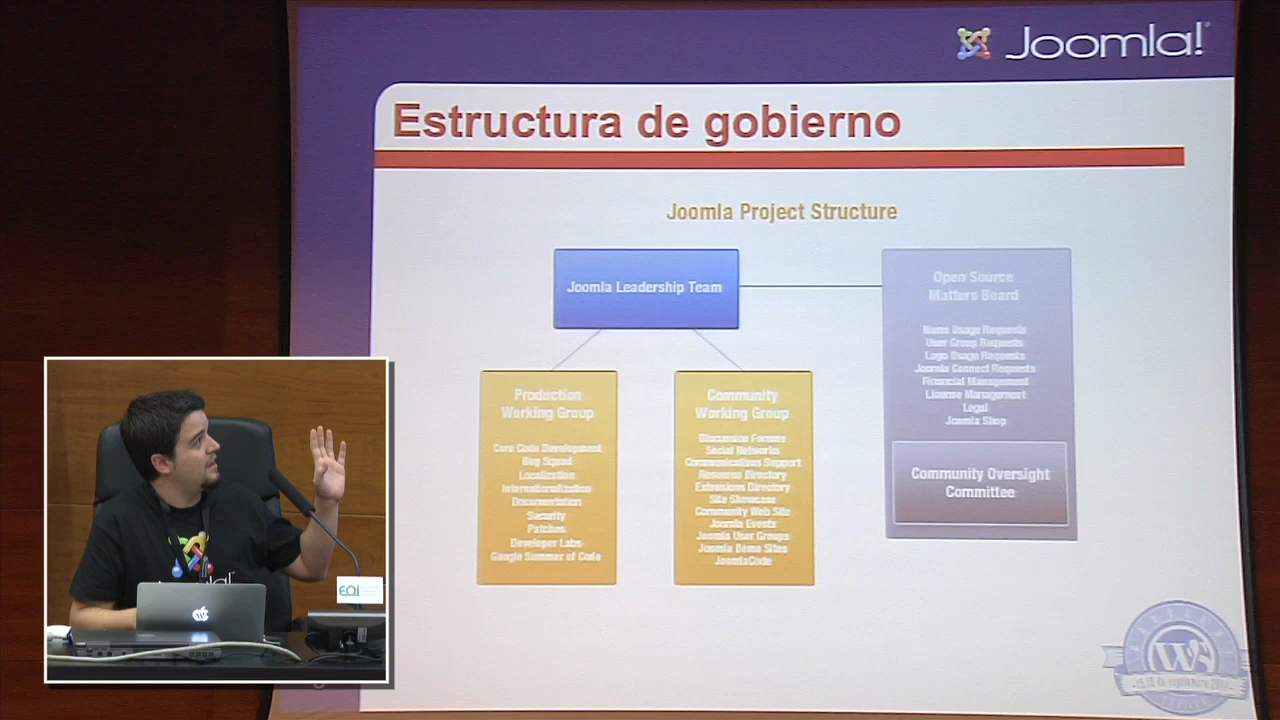 Joomla!
Estructura de gobierno
Joomla Project Structure
Joomla Leadership Team
Open Source
Matters Board
Name Usage Requests
User Group Requests
Logo Usage Requests
Joomla Connect Requests
Financial Management
License Management
Legal
Joomla Shop
Community Oversight
Committee
Production
Working Group
Core Code Development
Bug Squad
Localization
Internationalization
Documentation
Security
Patches
Developer Labs
Google Summer of Code
Community
Working Group
Discussion Forums
Social Networks
Communications Support
Resource Directory
Extensions Directory
Site Showcase
Community Web Site
Joomla Events
Joomla User Groups
Joomla Demo Sites
JoomlaCode
EOI
de septiembre